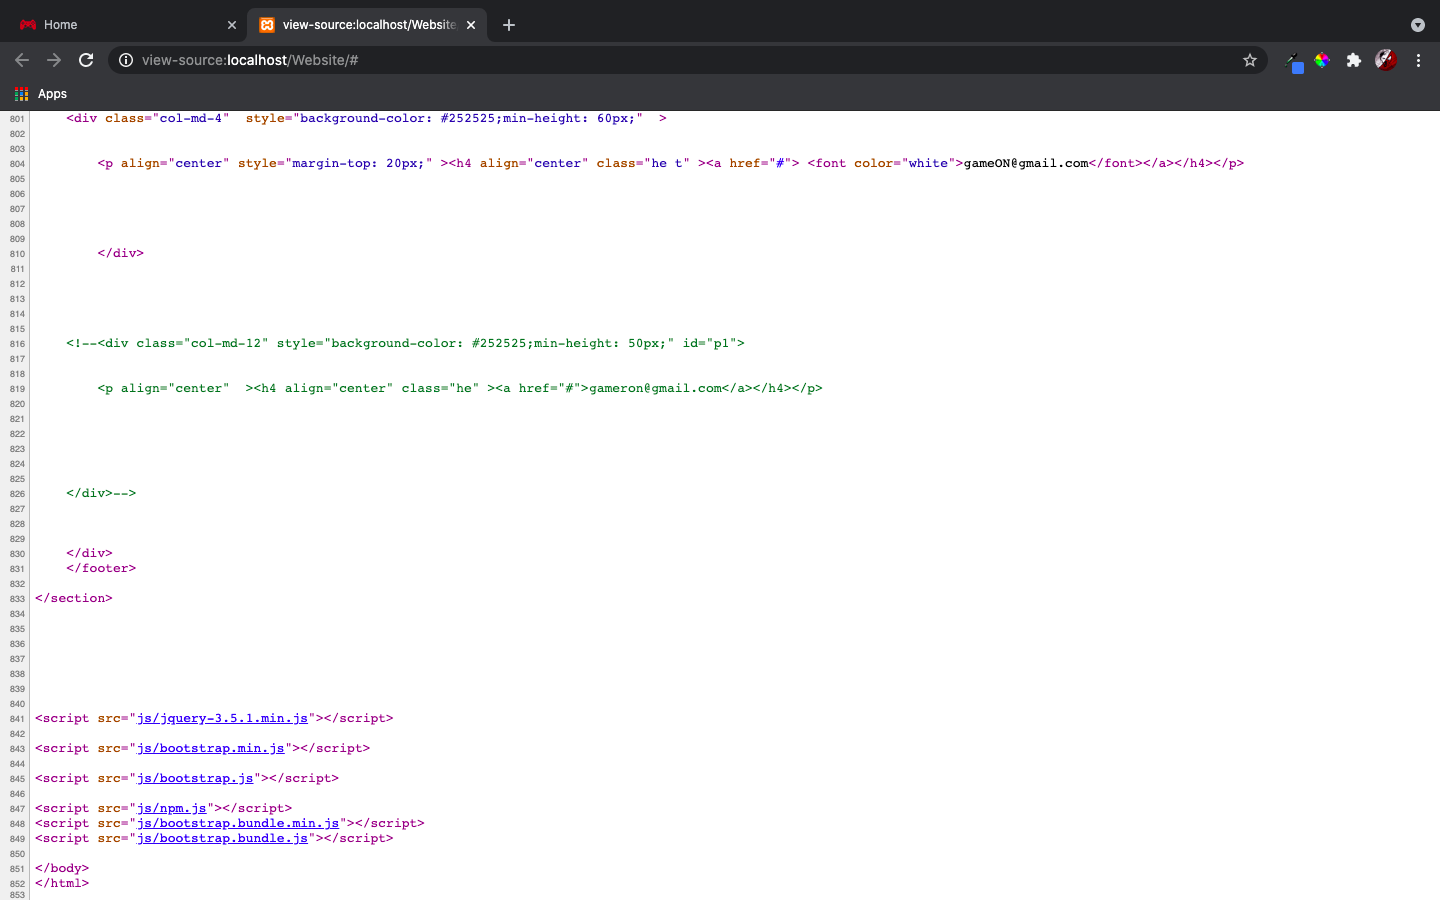 Home
view-source:localhost/Website
view-source:localhost/Website/#
Apps
801 <div class="col-md-4"  style="background-color: #252525;min-height: 60px;"  >
802
803
804 <p align="center" style="margin-top: 20px;" ><h4 align="center" class="he t" ><a href="#"> <font color="white">gameON@gmail.com</font></a></h4></p>
805
806
807
808
809
810 </div>
811
812
813
814
815
816 <!--<div class="col-md-12" style="background-color: #252525;min-height: 50px;" id="p1">
817
818
819 <p align="center"  ><h4 align="center" class="he" ><a href="#">gameron@gmail.com</a></h4></p>
820
821
822
823
824
825
826 </div>-->
827
828
829
830 </div>
831 </footer>
832
833 </section>
834
835
836
837
838
839
840
841 <script src="js/jquery-3.5.1.min.js"></script>
842
843 <script src="js/bootstrap.min.js"></script>
844
845 <script src="js/bootstrap.js"></script>
846
847 <script src="js/npm.js"></script>
848 <script src="js/bootstrap.bundle.min.js"></script>
849 <script src="js/bootstrap.bundle.js"></script>
850
851 </body>
852 </html>
853